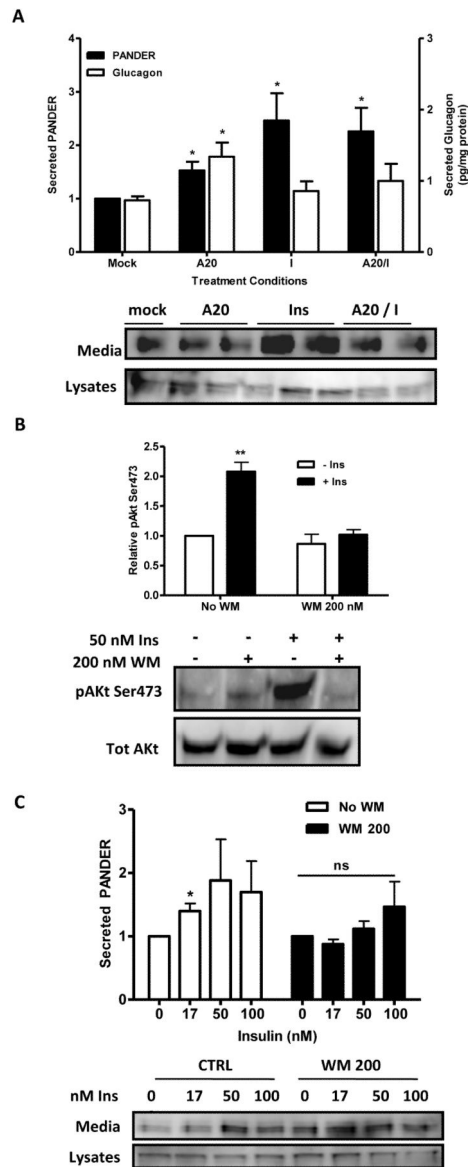 A
4
3
2
1
0
Secreted PANDER
PANDER
Glucagon
*
*
*
*
3
2
1
0
Secreted Glucagon
(pg/mg protein)
Mock A20 I A20/I
Treatment Conditions
mock A20 Ins A20 / I
Media
Lysates
B
2.5
2.0
1.5
1.0
0.5
0.0
Relative pAkt Ser473
**
- Ins
+ Ins
No WM WM 200 nM
50 nM Ins - - + +
200 nM WM - + - +
pAKt Ser473
Tot AKt
C
3
2
1
0
Secreted PANDER
No WM
WM 200
*
ns
0 17 50 100 0 17 50 100
Insulin (nM)
CTRL WM 200
nM Ins 0 17 50 100 0 17 50 100
Media
Lysates